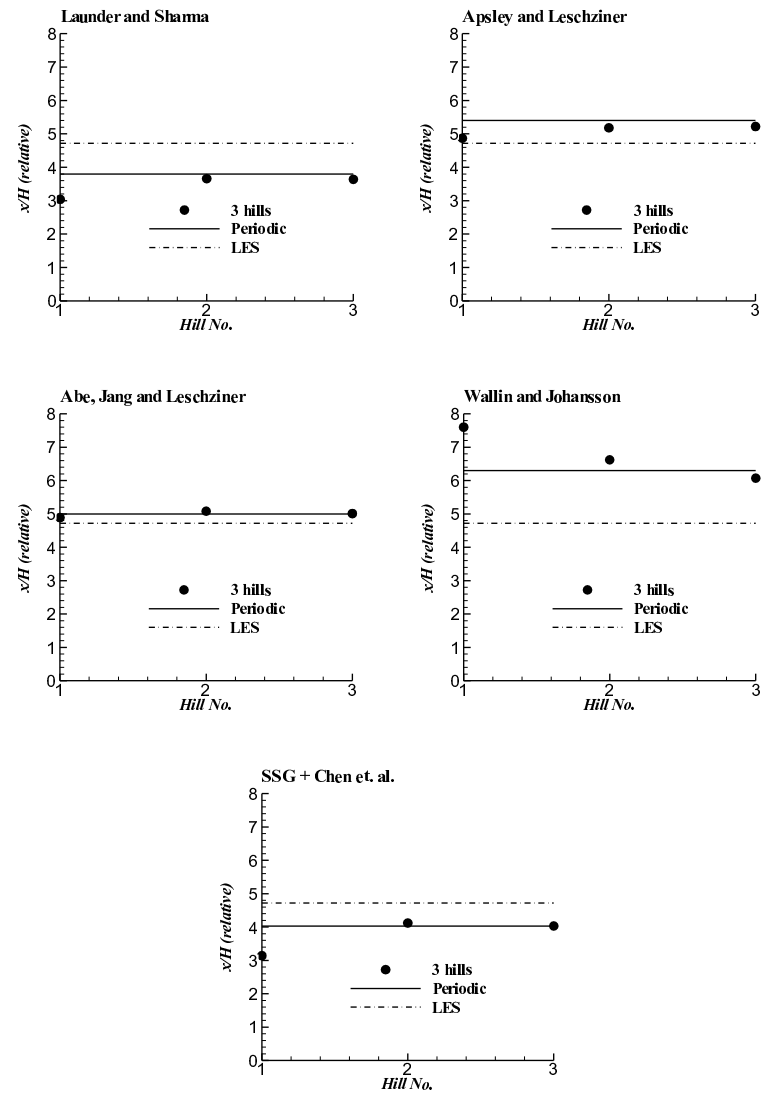 Launder and Sharma
8
7
6
5
4
3
2
1
0
x/H (relative)
3 hills
Periodic
LES
1 2 3
Hill No.
Apsley and Leschziner
8
7
6
5
4
3
2
1
0
x/H (relative)
3 hills
Periodic
LES
1 2 3
Hill No.
Abe, Jang and Leschziner
8
7
6
5
4
3
2
1
0
x/H (relative)
3 hills
Periodic
LES
1 2 3
Hill No.
Wallin and Johansson
8
7
6
5
4
3
2
1
0
x/H (relative)
3 hills
Periodic
LES
1 2 3
Hill No.
SSG + Chen et. al.
8
7
6
5
4
3
2
1
0
x/H (relative)
3 hills
Periodic
LES
1 2 3
Hill No.